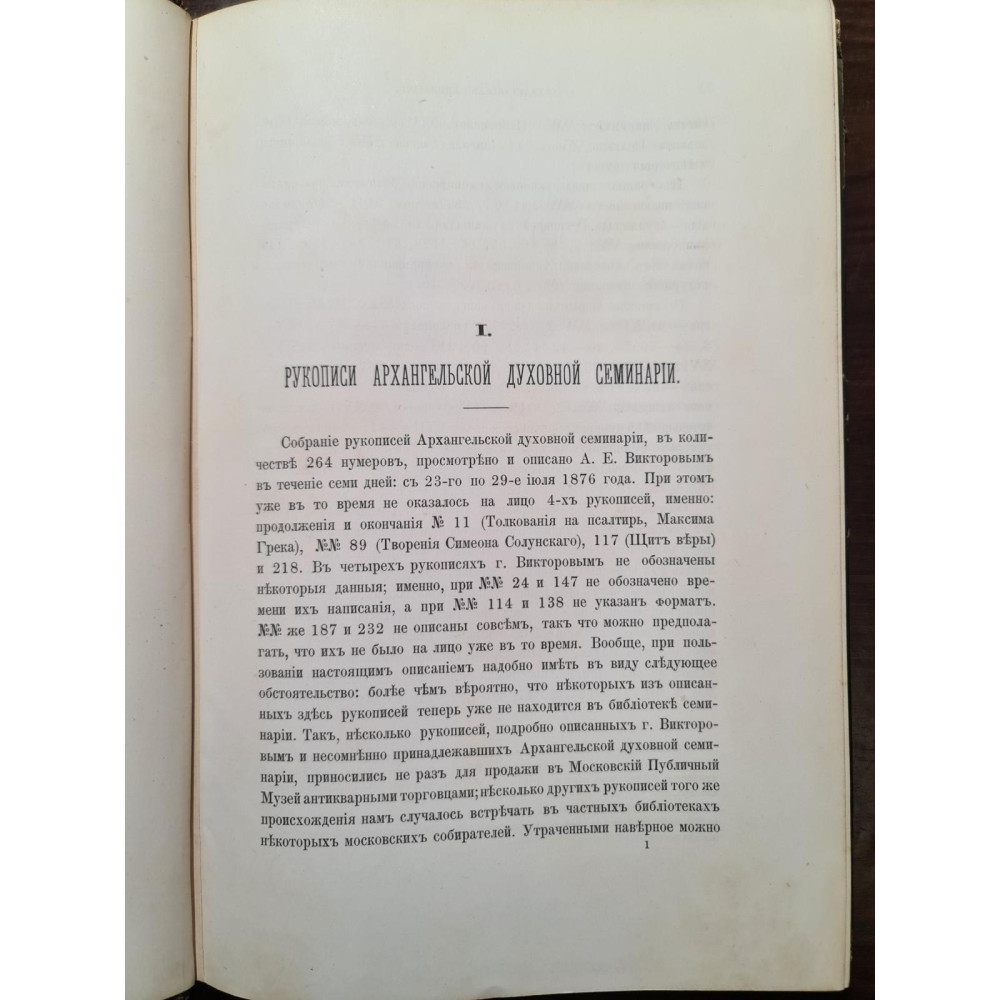 I.
РУКОПИСИ АРХАНГЕЛЬСКОЙ ДУХОВНОЙ СЕМИНАРІИ.
Собраніе рукописей Архангельской духовной семинаріи, въ коли-
чествѣ 264 нумеровъ, просмотрѣно и описано А. Е. Викторовымъ
въ теченіе семи дней: съ 23-го по 29-е іюля 1876 года. При этомъ
уже въ то время не оказалось на лицо 4-хъ рукописей, именно:
продолженія и окончанія № 11 (Толкованія на псалтирь, Максима
Грека), №№ 89 (Творенія Симеона Солунскаго), 117 (Щитъ вѣры)
и 218. Въ четырехъ рукописяхъ г. Викторовымъ не обозначены
нѣкоторыя данныя; именно, при №№ 24 и 147 не обозначено вре-
мени ихъ написанія, а при №№ 114 и 138 не указанъ форматъ.
№№ же 187 и 232 не описаны совсѣмъ, такъ что можно предпола-
гать, что ихъ не было на лицо уже въ то время. Вообще, при поль-
зованіи настоящимъ описаніемъ надобно имѣть въ виду слѣдующее
обстоятельство: болѣе чѣмъ вѣроятно, что нѣкоторыхъ изъ описан-
ныхъ здѣсь рукописей теперь уже не находится въ библіотекѣ семи-
наріи. Такъ, нѣсколько рукописей, подробно описанныхъ г. Викторо-
вымъ и несомнѣнно принадлежавшихъ Архангельской духовной семи-
наріи, приносились не разъ для продажи въ Московскій Публичный
Музей антикварными торговцами; нѣсколько другихъ рукописей того же
происхожденія намъ случалось встрѣчать въ частныхъ библіотекахъ
нѣкоторыхъ московскихъ собирателей. Утраченными навѣрное можно
1